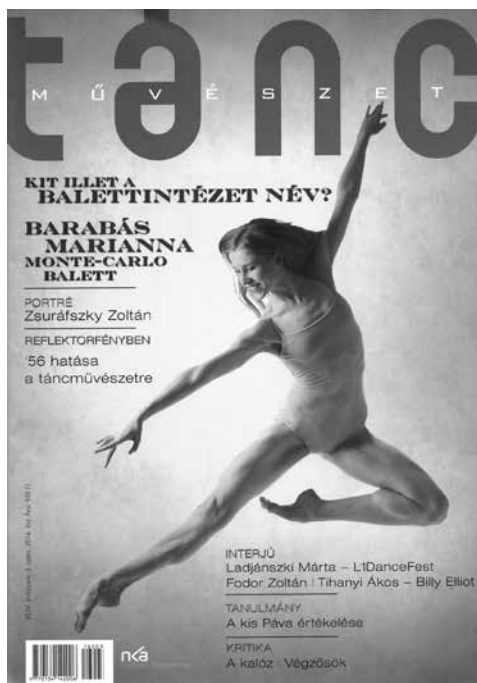 tánc
MŰVÉSZET
KIT ILLET A
BALETTINTÉZET NÉV?
BARABÁS
MARIANNA
MONTE-CARLO
BALETT
PORTRÉ
Zsuráfszky Zoltán
REFLEKTORFÉNYBEN
'56 hatása
a táncművészetre
INTERJÚ
Ladjánszki Márta – L1DanceFest
Fodor Zoltán | Tihanyi Ákos – Billy Elliot
TANULMÁNY
A kis Páva értékelése
KRITIKA
A kalóz | Végzősök
nka